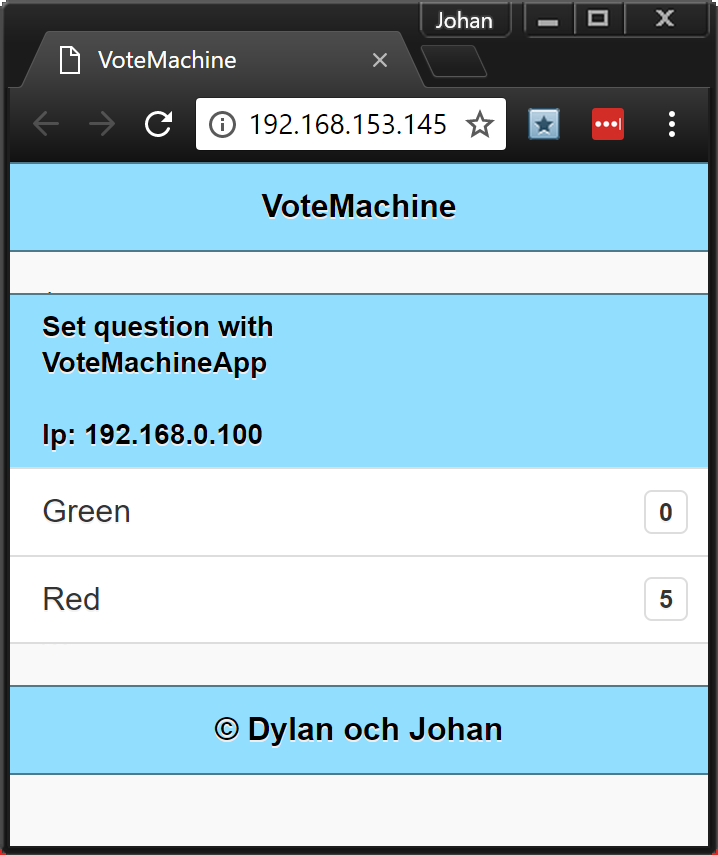 Johan
VoteMachine
192.168.153.145
VoteMachine
Set question with
VoteMachineApp
Ip: 192.168.0.100
Green 0
Red 5
© Dylan och Johan